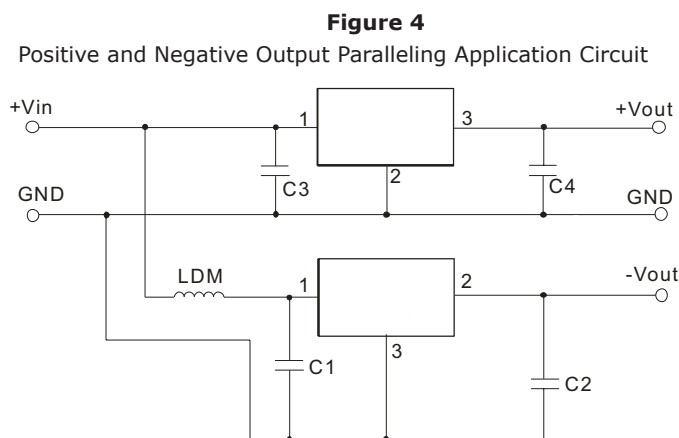 Figure 4
Positive and Negative Output Paralleling Application Circuit
+Vin
1
3
+Vout
C3
2
C4
GND
GND
LDM
1
2
-Vout
3
C1
C2